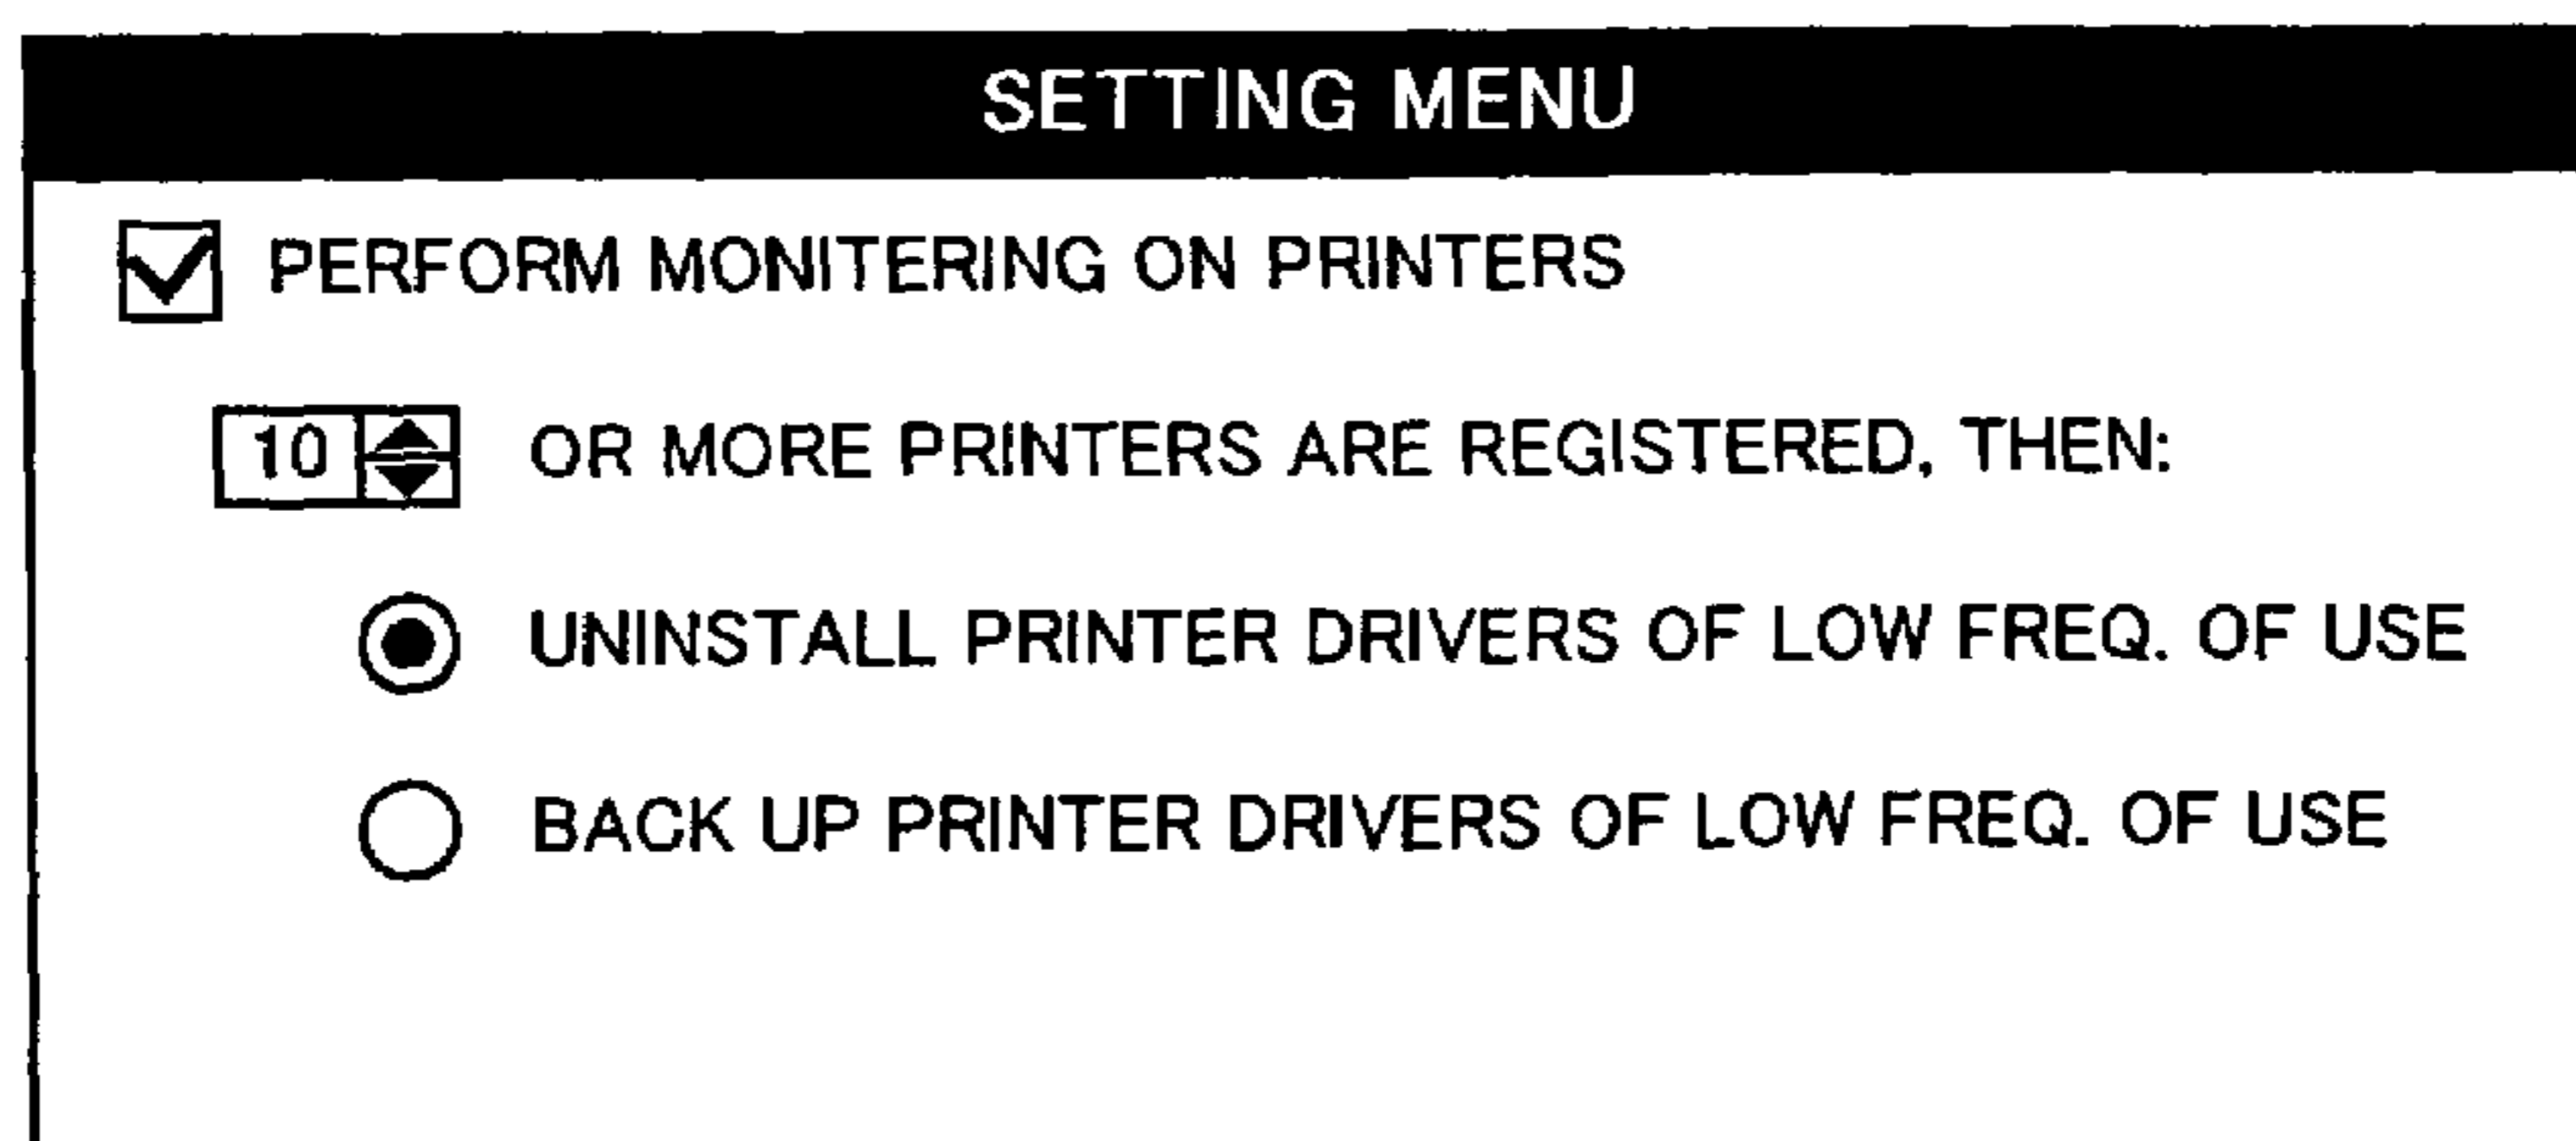 SETTING MENU
PERFORM MONITERING ON PRINTERS
10 OR MORE PRINTERS ARE REGISTERED, THEN:
UNINSTALL PRINTER DRIVERS OF LOW FREQ. OF USE
BACK UP PRINTER DRIVERS OF LOW FREQ. OF USE